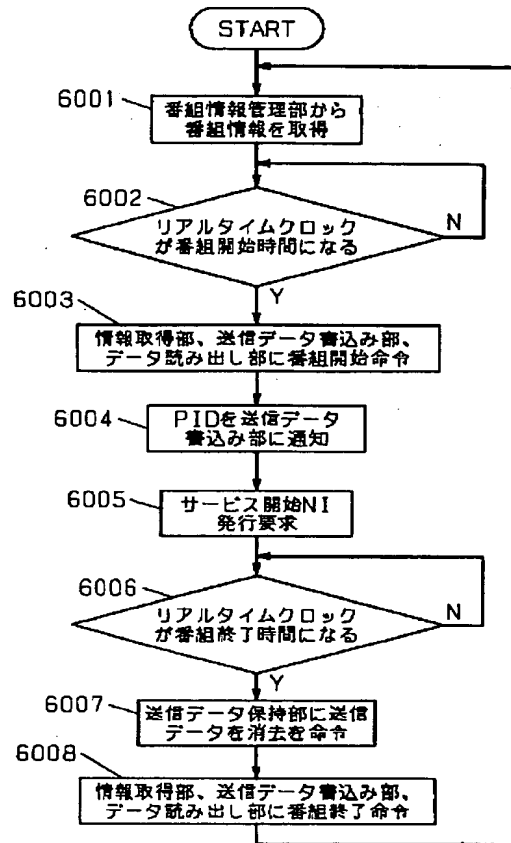 START
6001
番組情報管理部から
番組情報を取得
6002
リアルタイムクロック
が番組開始時間になる
N
Y
6003
情報取得部、送信データ書込み部、
データ読み出し部に番組開始命令
6004
PIDを送信データ
書込み部に通知
6005
サービス開始NI
発行要求
6006
リアルタイムクロック
が番組終了時間になる
N
Y
6007
送信データ保持部に送信
データを消去を命令
6008
情報取得部、送信データ書込み部、
データ読み出し部に番組終了命令